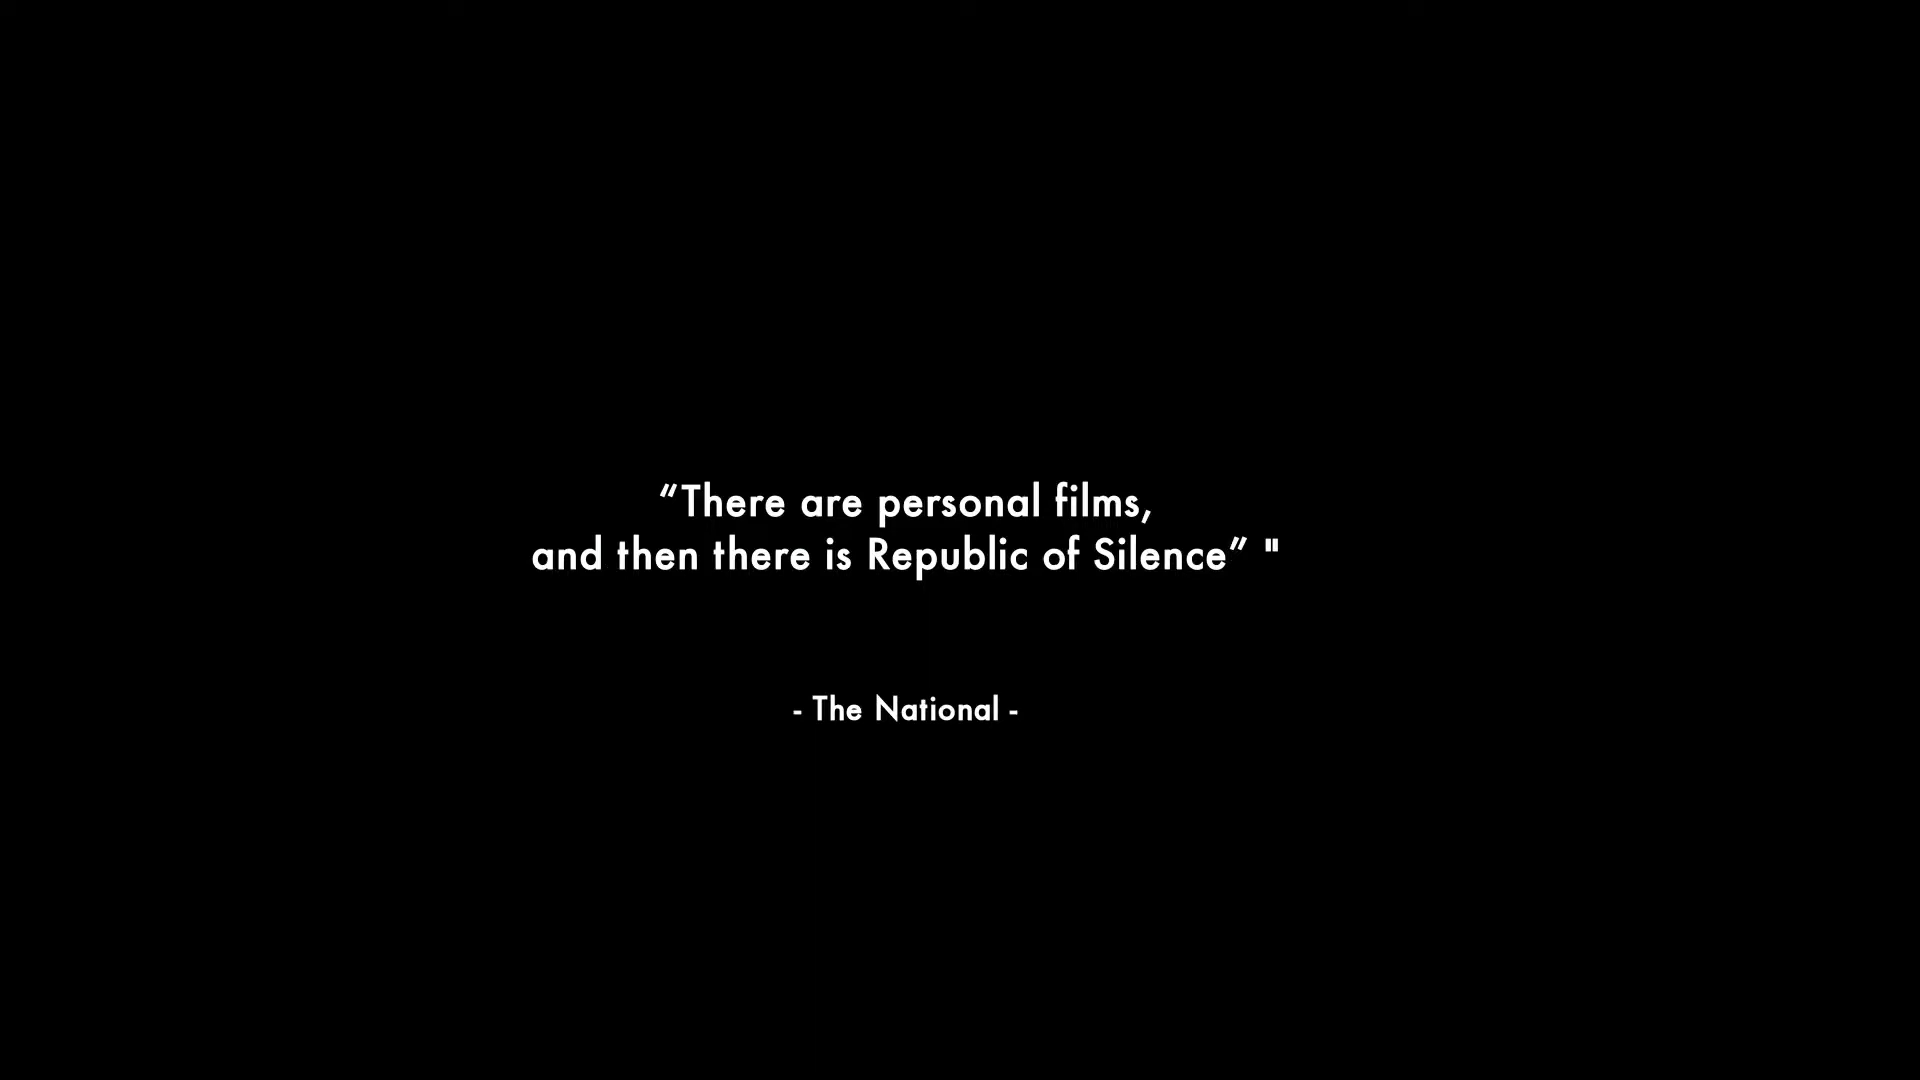 “There are personal films,
and then there is Republic of Silence” "
- The National -